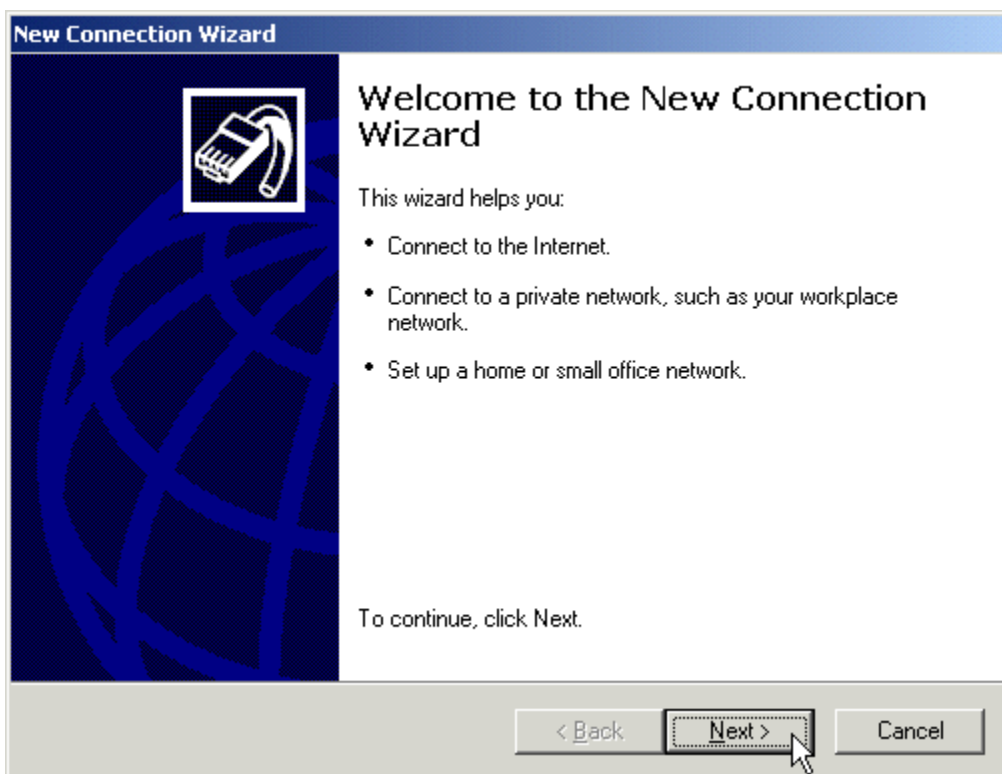 New Connection Wizard
Welcome to the New Connection
Wizard
This wizard helps you:
• Connect to the Internet.
• Connect to a private network, such as your workplace
network.
• Set up a home or small office network.
To continue, click Next.
< Back
Next >
Cancel